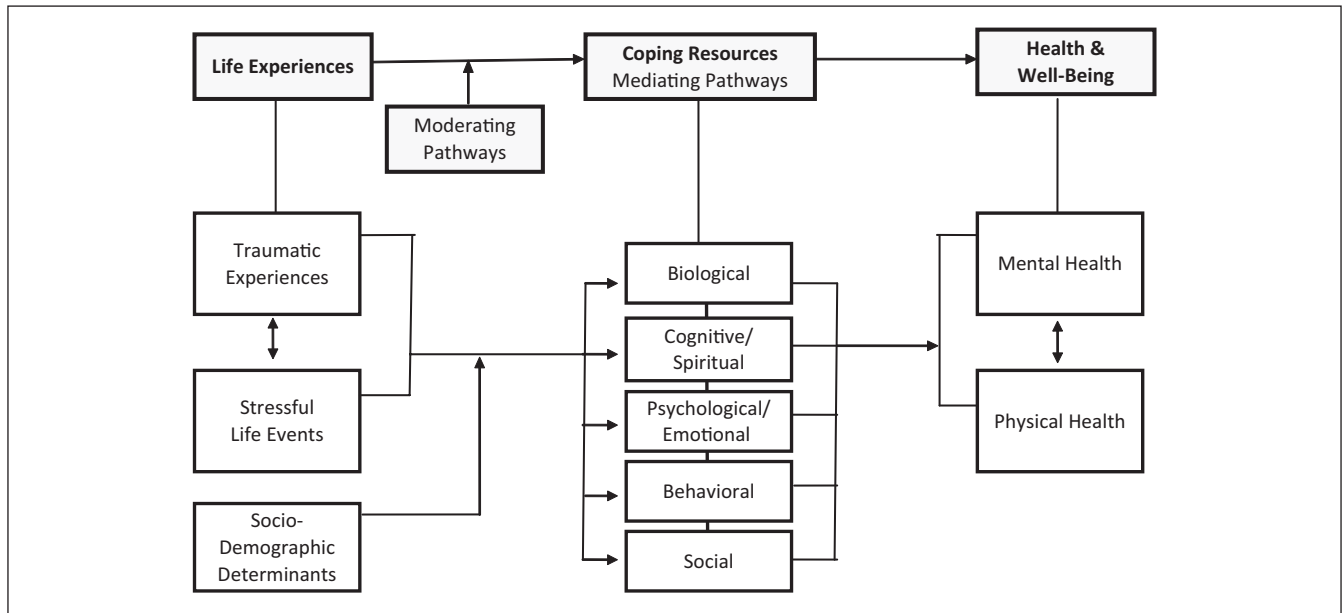 Life Experiences
Coping Resources
Mediating Pathways
Health &
Well-Being
Moderating
Pathways
Traumatic
Experiences
Stressful
Life Events
Socio-
Demographic
Determinants
Biological
Cognitive/
Spiritual
Psychological/
Emotional
Behavioral
Social
Mental Health
Physical Health